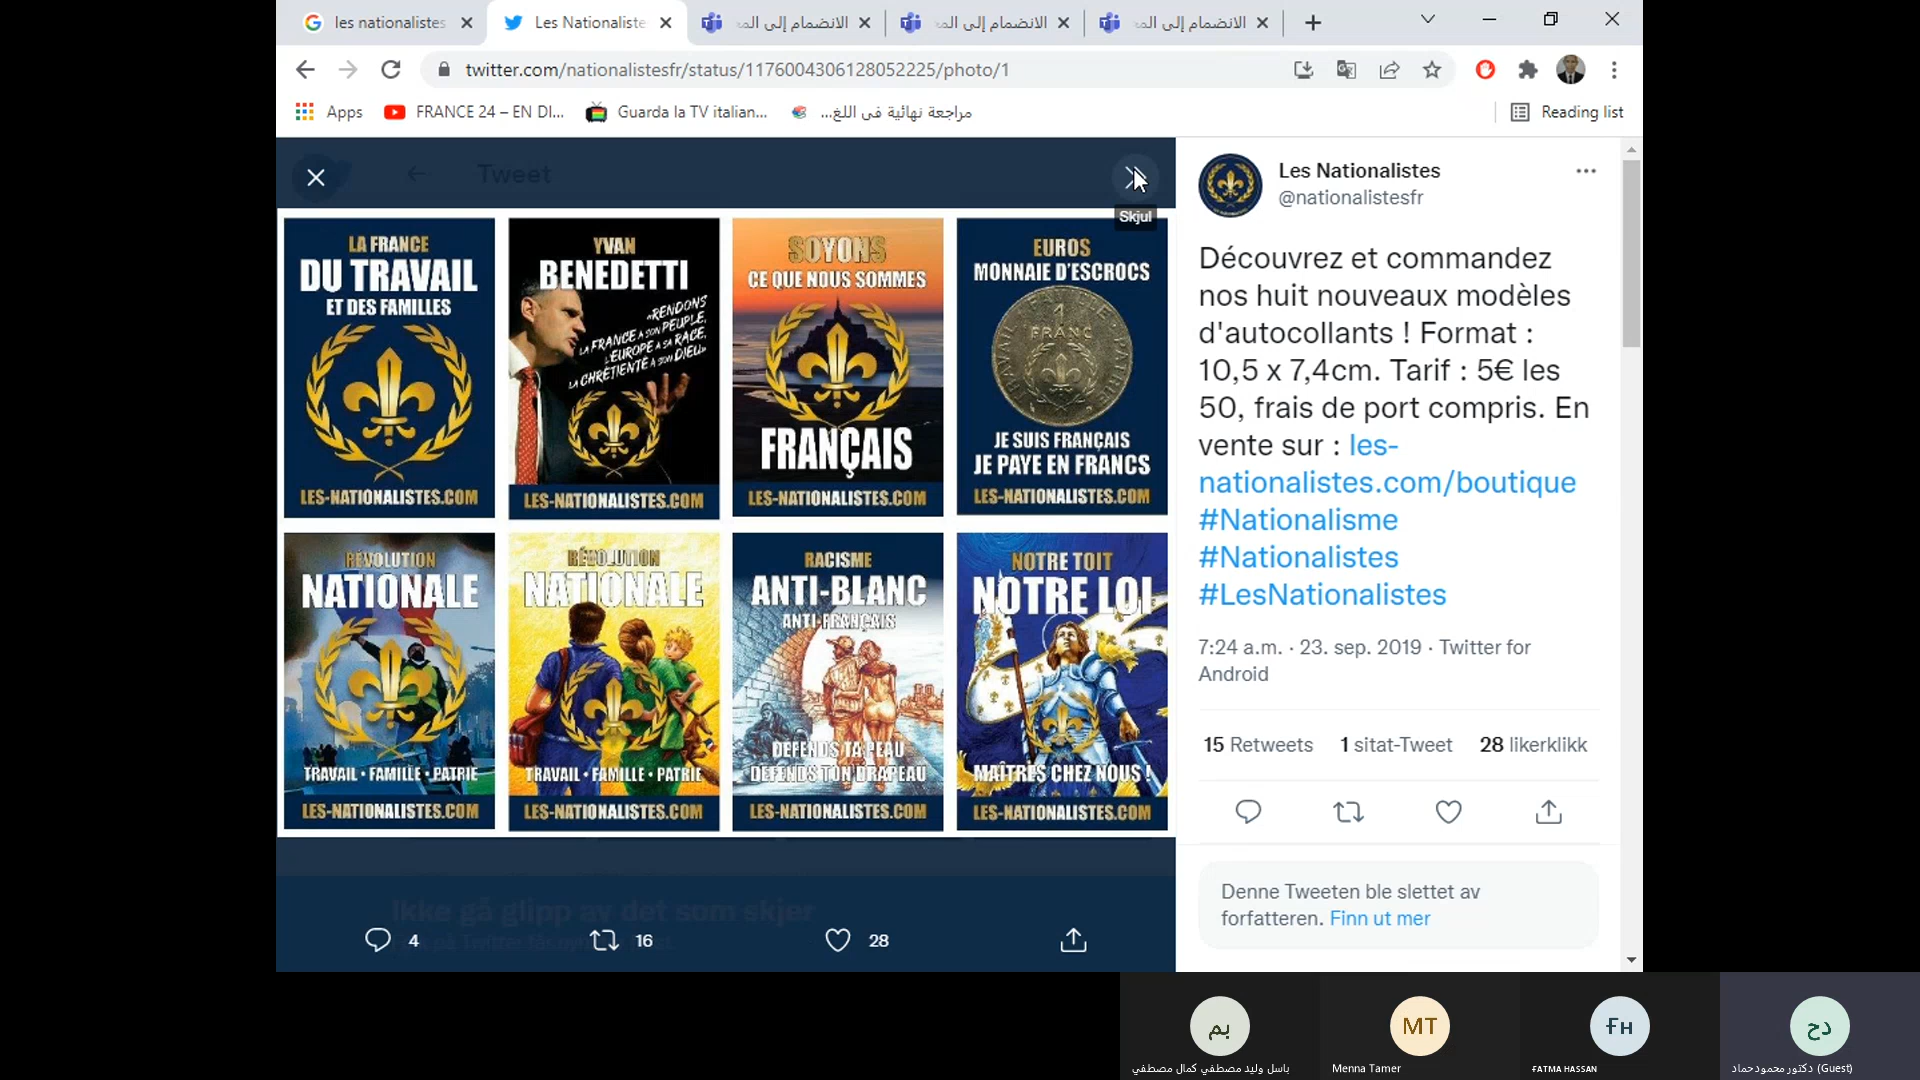 les nationalistes
Les Nationaliste
الانضمام إلى المح
الانضمام إلى المح
الانضمام إلى المح
twitter.com/nationalistesfr/status/1176004306128052225/photo/1
Apps
FRANCE 24 – EN DI...
Guarda la TV italian...
مراجعة نهائية فى اللغ...
Reading list
Tweet
Skjul
LA FRANCE
DU TRAVAIL
ET DES FAMILLES
LES-NATIONALISTES.COM
YVAN
BENEDETTI
«RENDONS
LA FRANCE A SON PEUPLE,
L'EUROPE A SA RACE,
LA CHRÉTIENTÉ A SON DIEU»
LES-NATIONALISTES.COM
SOYONS
CE QUE NOUS SOMMES
FRANÇAIS
LES-NATIONALISTES.COM
EUROS
MONNAIE D'ESCROCS
1
FRANC
JE SUIS FRANÇAIS
JE PAYE EN FRANCS
LES-NATIONALISTES.COM
RÉVOLUTION
NATIONALE
TRAVAIL • FAMILLE • PATRIE
LES-NATIONALISTES.COM
RÉVOLUTION
NATIONALE
TRAVAIL • FAMILLE • PATRIE
LES-NATIONALISTES.COM
RACISME
ANTI-BLANC
ANTI-FRANÇAIS
DEFENDS TA PEAU
DEFENDS TON DRAPEAU
LES-NATIONALISTES.COM
NOTRE TOIT
NOTRE LOI
MAÎTRES CHEZ NOUS !
LES-NATIONALISTES.COM
Ikke gå glipp av det som skjer
4
16
28
Les Nationalistes
@nationalistesfr
Découvrez et commandez
nos huit nouveaux modèles
d'autocollants ! Format :
10,5 x 7,4cm. Tarif : 5€ les
50, frais de port compris. En
vente sur : les-
nationalistes.com/boutique
#Nationalisme
#Nationalistes
#LesNationalistes
7:24 a.m. · 23. sep. 2019 · Twitter for
Android
15 Retweets 1 sitat-Tweet 28 likerklikk
Denne Tweeten ble slettet av
forfatteren. Finn ut mer
بم
باسل وليد مصطفي كمال مصطفي
MT
Menna Tamer
FH
FATMA HASSAN
دح
دكتور محمودحماد (Guest)